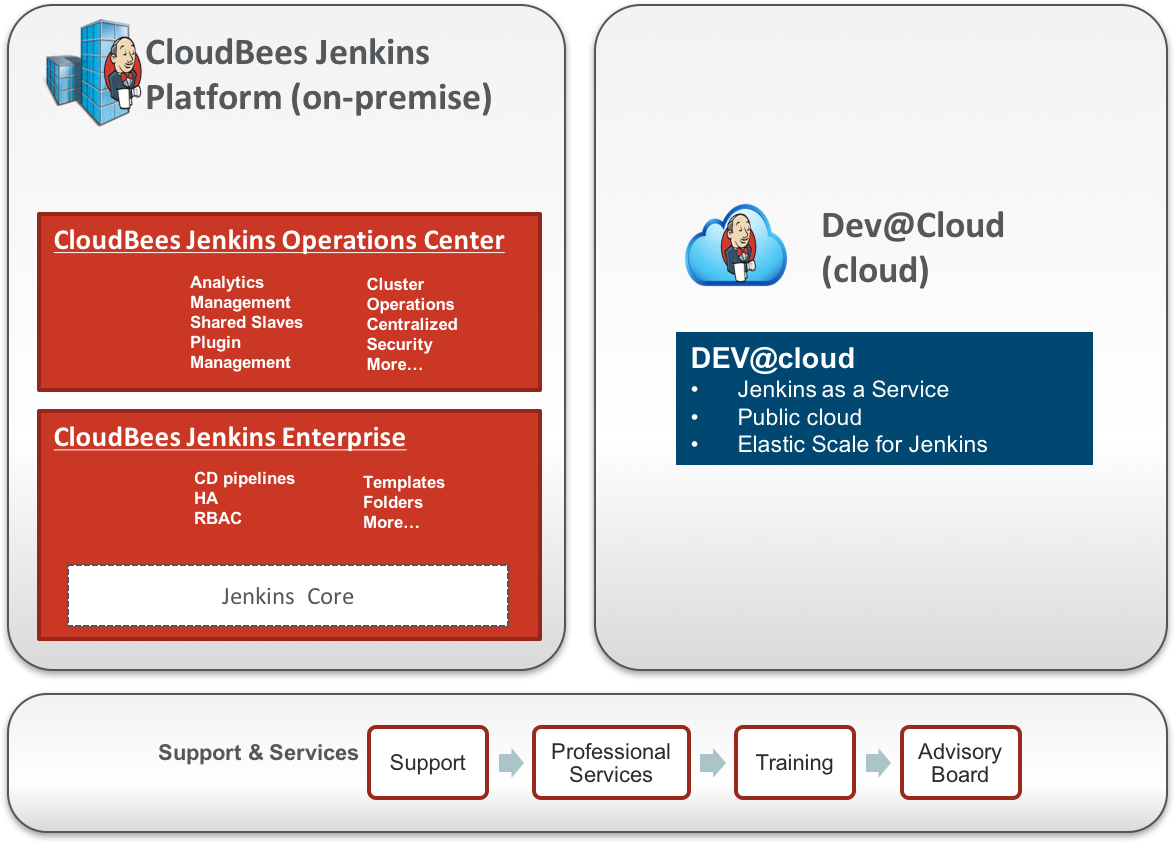 CloudBees Jenkins
Platform (on-premise)
CloudBees Jenkins Operations Center
Analytics
Management
Shared Slaves
Plugin
Management
Cluster
Operations
Centralized
Security
More…
CloudBees Jenkins Enterprise
CD pipelines
HA
RBAC
Templates
Folders
More…
Jenkins Core
Dev@Cloud
(cloud)
DEV@cloud
• Jenkins as a Service
• Public cloud
• Elastic Scale for Jenkins
Support & Services
Support
Professional
Services
Training
Advisory
Board